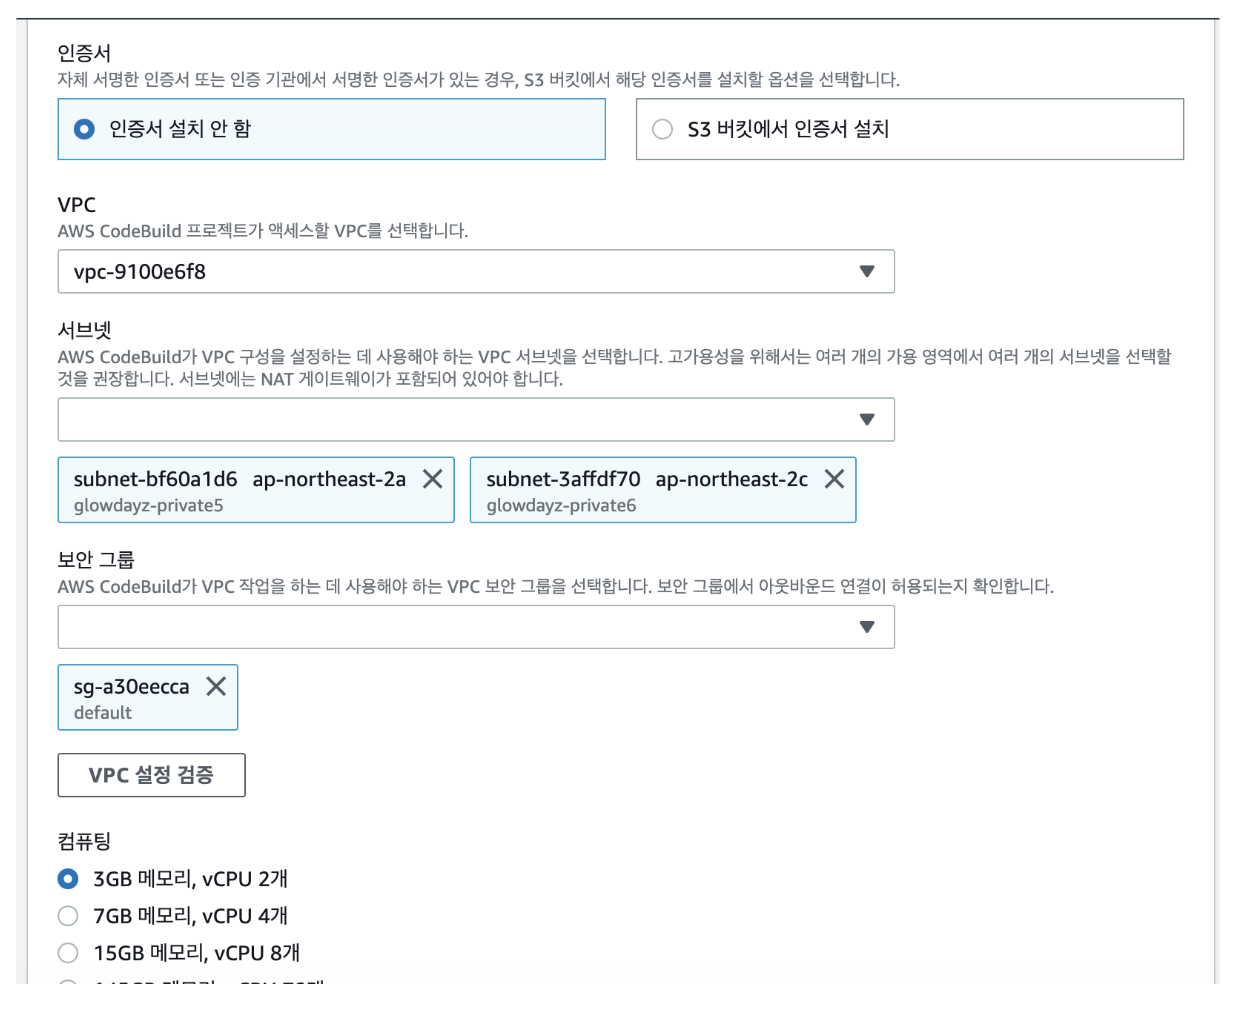 인증서
자체 서명한 인증서 또는 인증 기관에서 서명한 인증서가 있는 경우, S3 버킷에서 해당 인증서를 설치할 옵션을 선택합니다.
인증서 설치 안 함
S3 버킷에서 인증서 설치
VPC
AWS CodeBuild 프로젝트가 액세스할 VPC를 선택합니다.
vpc-9100e6f8
서브넷
AWS CodeBuild가 VPC 구성을 설정하는 데 사용해야 하는 VPC 서브넷을 선택합니다. 고가용성을 위해서는 여러 개의 가용 영역에서 여러 개의 서브넷을 선택할
것을 권장합니다. 서브넷에는 NAT 게이트웨이가 포함되어 있어야 합니다.
subnet-bf60a1d6 ap-northeast-2a
glowdayz-private5
subnet-3affdf70 ap-northeast-2c
glowdayz-private6
보안 그룹
AWS CodeBuild가 VPC 작업을 하는 데 사용해야 하는 VPC 보안 그룹을 선택합니다. 보안 그룹에서 아웃바운드 연결이 허용되는지 확인합니다.
sg-a30eecca
default
VPC 설정 검증
컴퓨팅
3GB 메모리, vCPU 2개
7GB 메모리, vCPU 4개
15GB 메모리, vCPU 8개